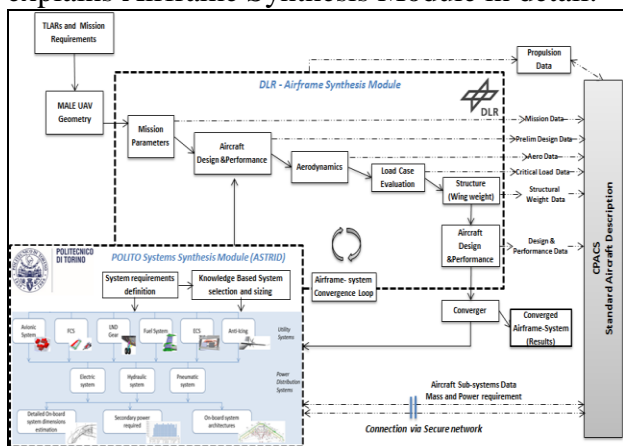 explains Airframe Synthesis Module in detail.
TLARs and Mission
Requirements
MALE UAV
Geometry
DLR - Airframe Synthesis Module
DLR
Propulsion
Data
Mission
Parameters
Aircraft
Design &Performance
Aerodynamics
Load Case
Evaluation
Structure
(Wing weight)
Aircraft
Design
&Performance
Mission Data
Prelim Design Data
Aero Data
Critical Load Data
Structural
Weight Data
Design &
Performance Data
CPACS
Standard Aircraft Description
Airframe- system
Convergence Loop
Converger
Converged
Airframe-System
(Results)
POLITECNICO
DI TORINO
POLITO Systems Synthesis Module (ASTRID)
System requirements
definition
Knowledge Based System
selection and sizing
Avionic
System
FCS
LND
Gear
Fuel System
ECS
Anti-Icing
Utility
Systems
Electric
system
Hydraulic
system
Pneumatic
system
Power
Distribution
Systems
Detailed On-board
system dimensions
estimation
Secondary power
required
On-board system
architectures
Aircraft Sub-systems Data
Mass and Power requirement
Connection via Secure network